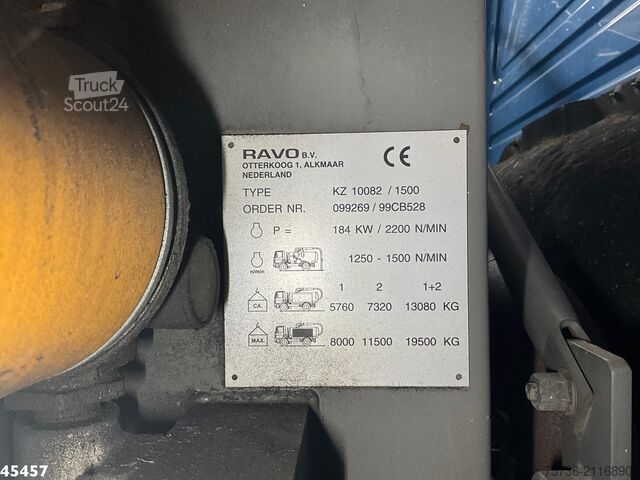 Truck
Scout24
RAVO B.V.
OTTERKOOG 1, ALKMAAR
NEDERLAND
CE
TYPE KZ 10082 / 1500
ORDER NR. 099269 / 99CB528
P = 184 KW / 2200 N/MIN
n/min 1250 - 1500 N/MIN
1 2 1+2
CA. 5760 7320 13080 KG
MAX. 8000 11500 19500 KG
45457